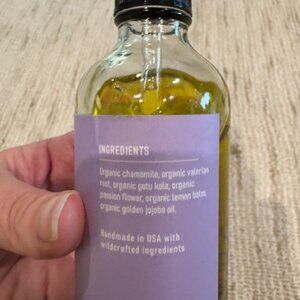 INGREDIENTS
Organic chamomile, organic valerian
root, organic gotu kola, organic
passion flower, organic lemon balm,
organic golden jojoba oil.
Handmade in USA with
wildcrafted ingredients